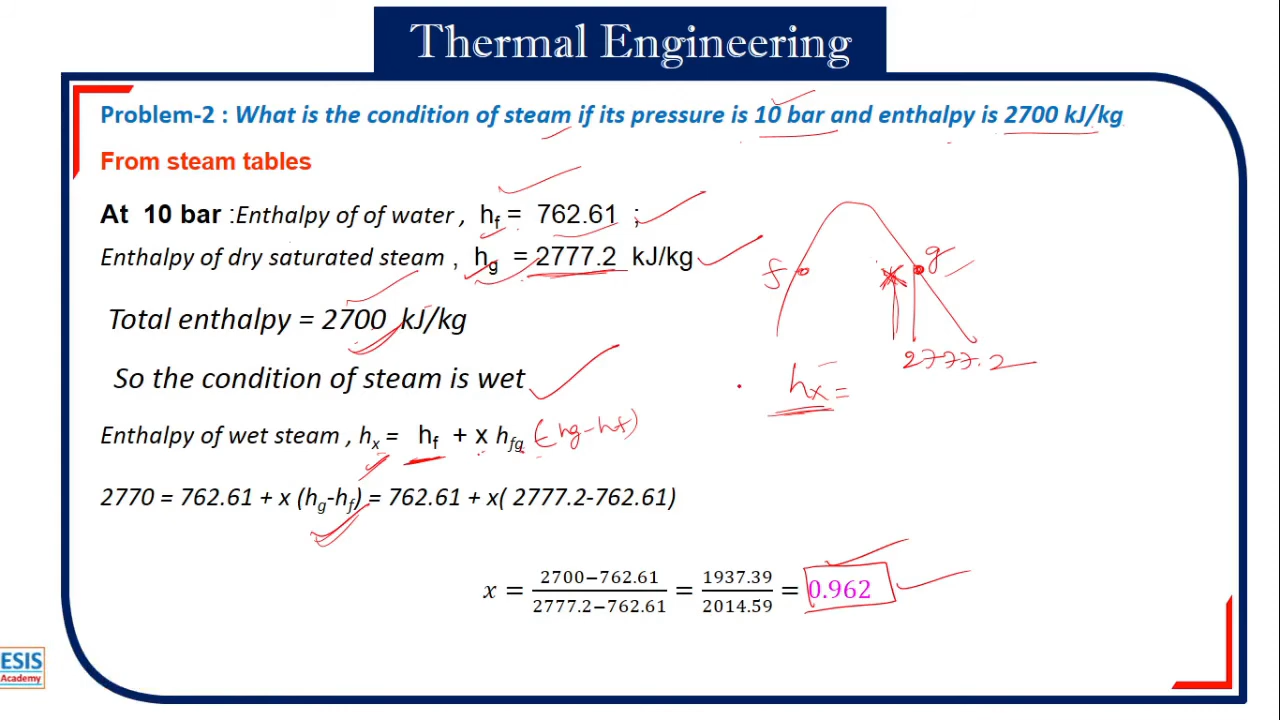 Thermal Engineering
Problem-2 : What is the condition of steam if its pressure is 10 bar and enthalpy is 2700 kJ/kg
From steam tables
At 10 bar :Enthalpy of of water , hf = 762.61 ;
Enthalpy of dry saturated steam , hg = 2777.2 kJ/kg
f g
Total enthalpy = 2700 kJ/kg
2777.2
So the condition of steam is wet
hx =
Enthalpy of wet steam , hx = hf + x hfg (hg-hf)
2770 = 762.61 + x (hg-hf) = 762.61 + x( 2777.2-762.61)
x = 2700−762.61 / 2777.2−762.61 = 1937.39 / 2014.59 = 0.962
ESIS
Academy